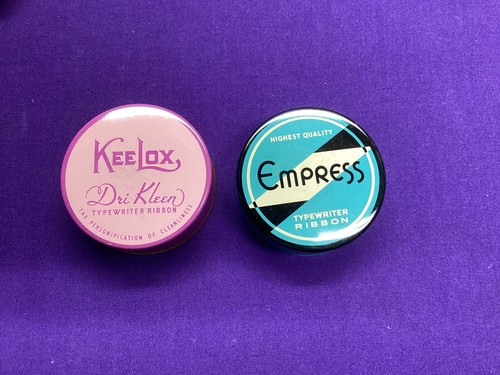 KEELOX
Dri Kleen
TYPEWRITER RIBBON
THE PERSONIFICATION OF CLEANLINESS
HIGHEST QUALITY
EMPRESS
TYPEWRITER
RIBBON